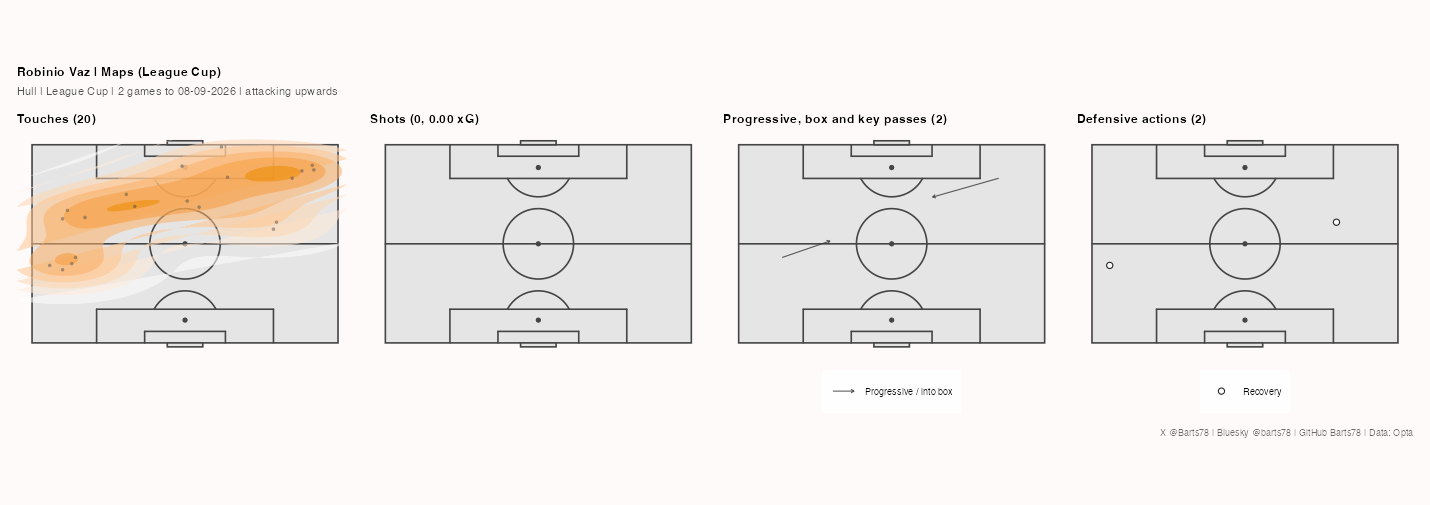 Robinio Vaz | Maps (League Cup)
Hull | League Cup | 2 games to 08-09-2026 | attacking upwards
Touches (20)
Shots (0, 0.00 xG)
Progressive, box and key passes (2)
Defensive actions (2)
Progressive / into box
Recovery
X @Barts78 | Bluesky @barts78 | GitHub Barts78 | Data: Opta